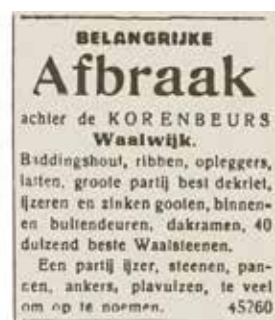 BELANGRIJKE
Afbraak
achter de KORENBEURS
Waalwijk.
Baddingshout, ribben, opleggers,
latten, groote partij best dekriet,
ijzeren en zinken gooten, binnen-
en buitendeuren, dakramen, 40
duizend beste Waalsteenen.
Een partij ijzer, steenen, pan-
nen, ankers, plavuizen, te veel
om op te noemen. 45260